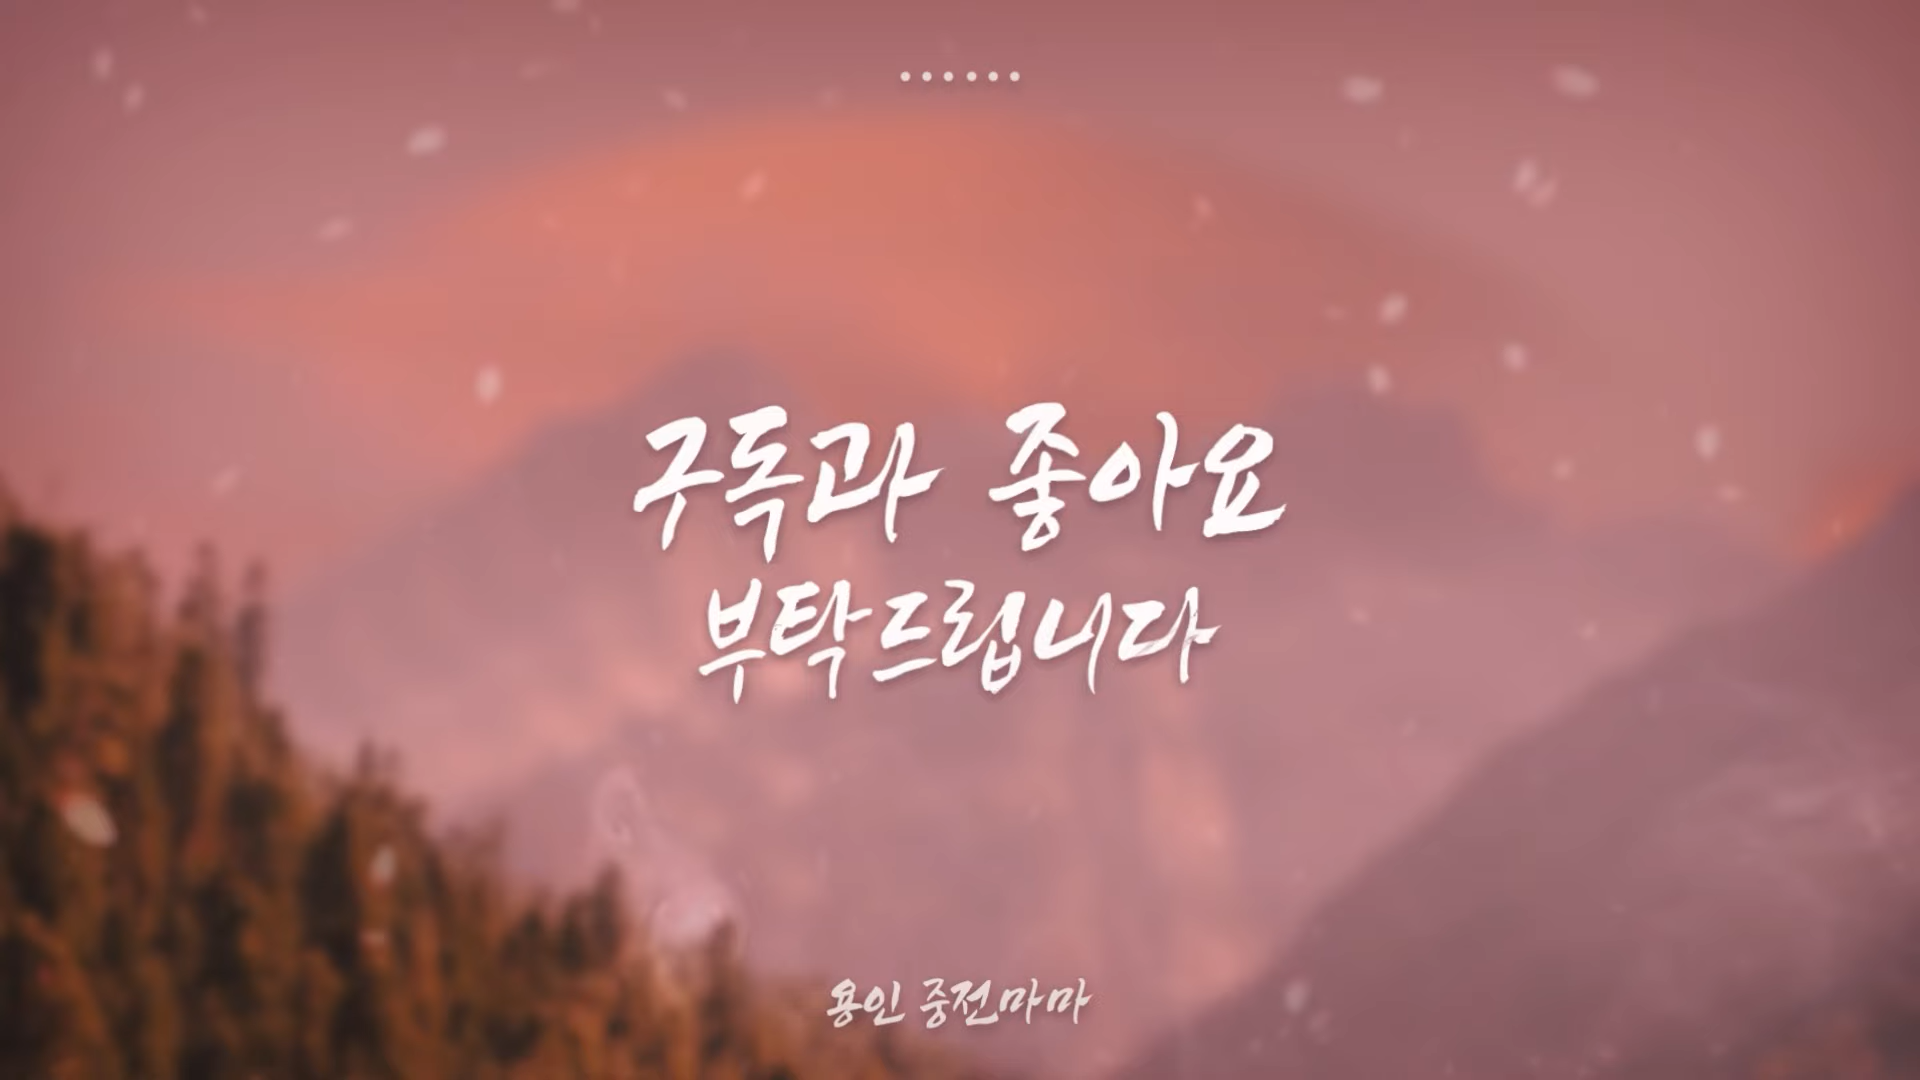 ......
구독과 좋아요
부탁드립니다
용인 중전마마